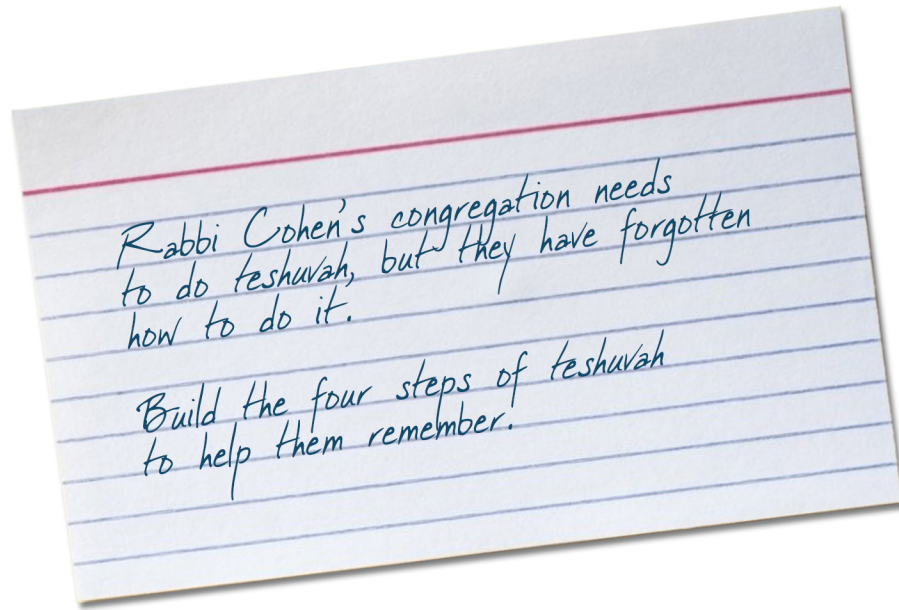 Rabbi Cohen's congregation needs
to do teshuvah, but they have forgotten
how to do it.
Build the four steps of teshuvah
to help them remember.